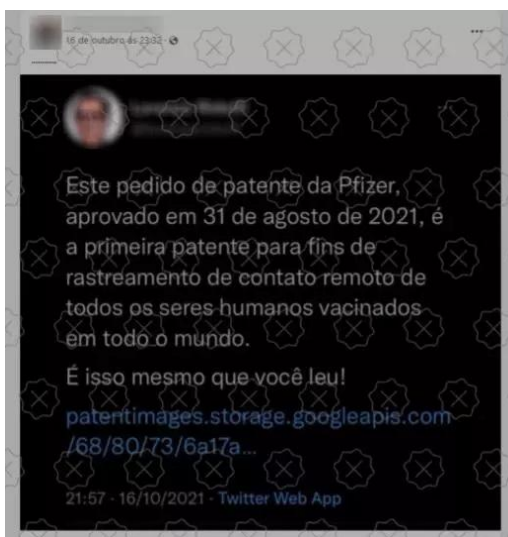 16 de outubro às 23:32
Este pedido de patente da Pfizer,
aprovado em 31 de agosto de 2021, é
a primeira patente para fins de
rastreamento de contato remoto de
todos os seres humanos vacinados
em todo o mundo.
É isso mesmo que você leu!
patentimages.storage.googleapis.com
/68/80/73/6a17a...
21:57 · 16/10/2021 · Twitter Web App